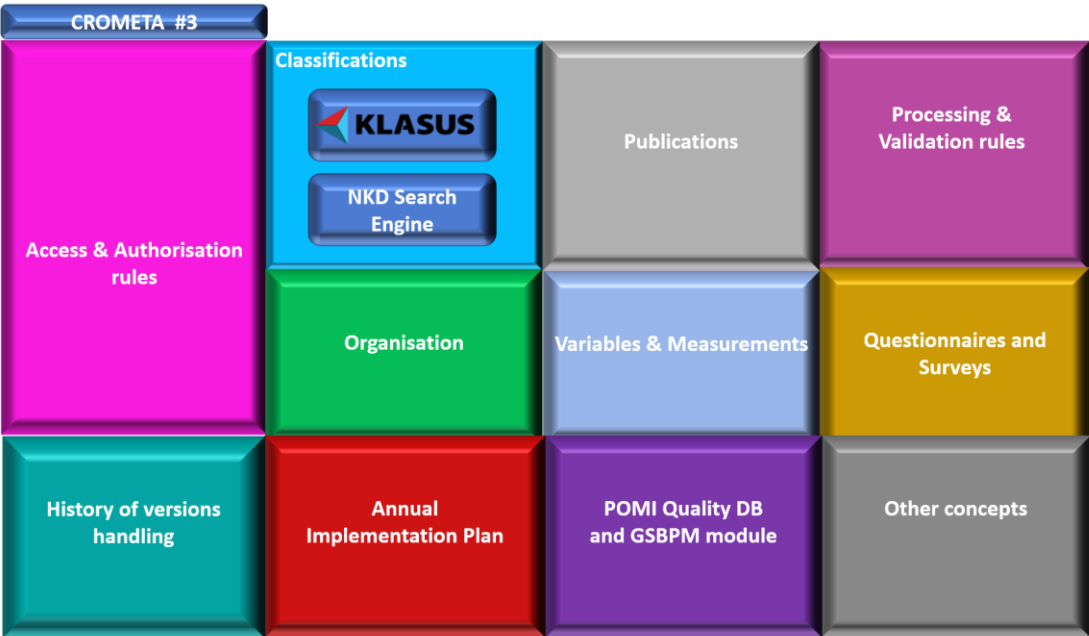 CROMETA #3
Classifications
KLASUS
NKD Search
Engine
Publications
Processing &
Validation rules
Access & Authorisation
rules
Organisation
Variables & Measurements
Questionnaires and
Surveys
History of versions
handling
Annual
Implementation Plan
POMI Quality DB
and GSBPM module
Other concepts